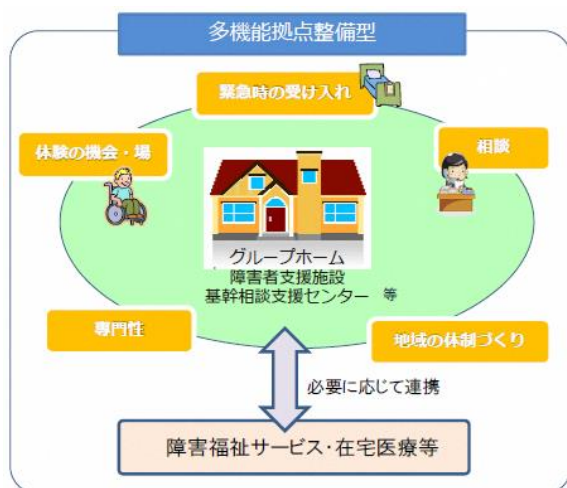 多機能拠点整備型
緊急時の受け入れ
体験の機会・場
相談
グループホーム
障害者支援施設
基幹相談支援センター 等
専門性
地域の体制づくり
必要に応じて連携
障害福祉サービス・在宅医療等